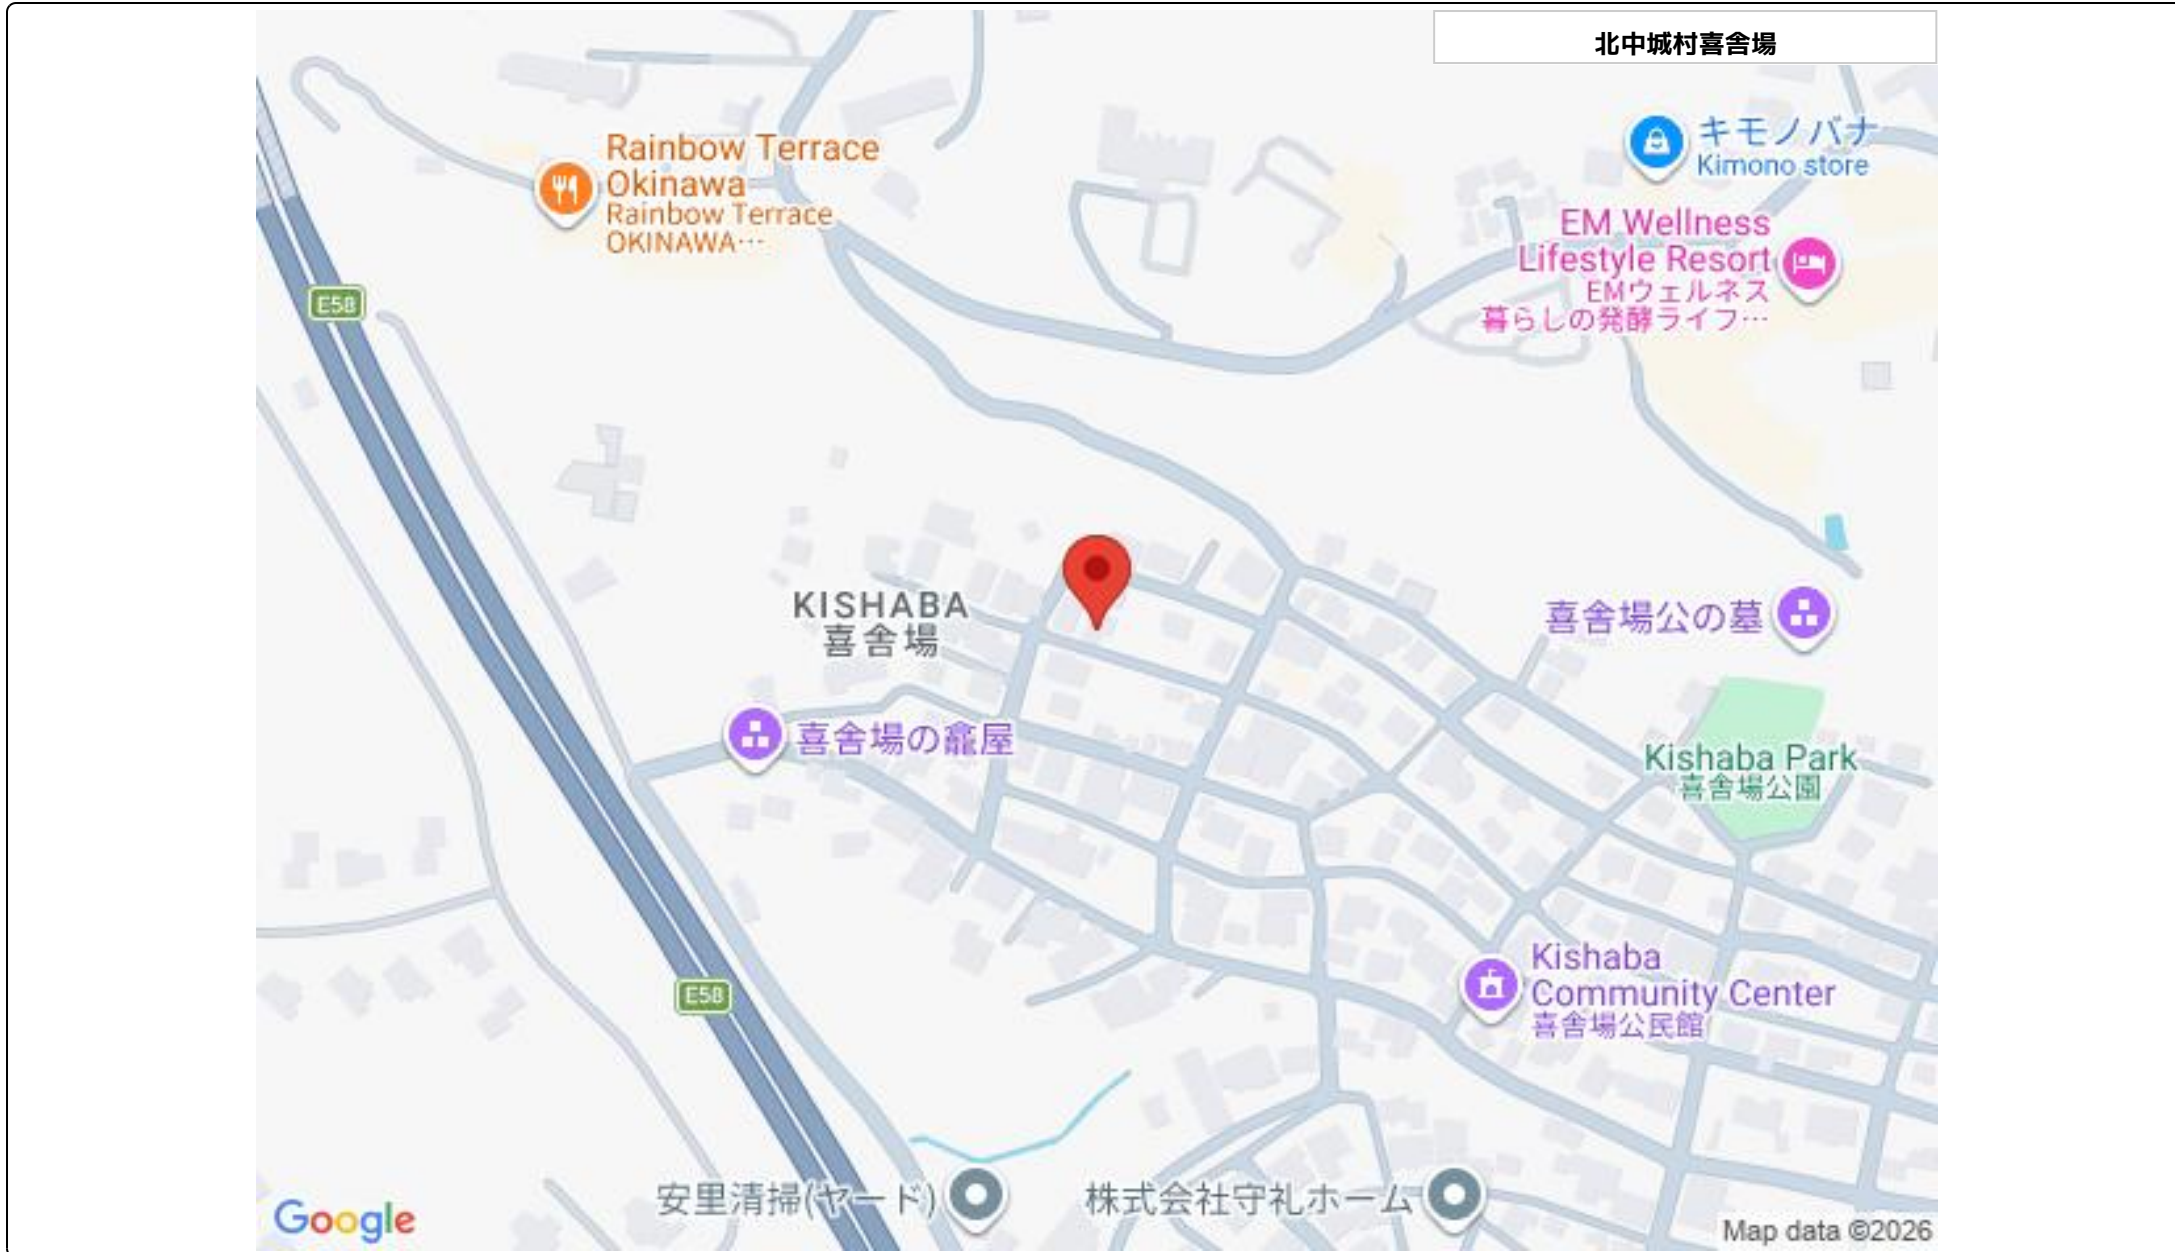 北中城村喜舎場
キモノバナ
Kimono store
Rainbow Terrace
Okinawa
Rainbow Terrace
OKINAWA…
EM Wellness
Lifestyle Resort
EMウェルネス
暮らしの発酵ライフ…
E58
KISHABA
喜舎場
喜舎場公の墓
喜舎場の龕屋
Kishaba Park
喜舎場公園
Kishaba
Community Center
喜舎場公民館
E58
安里清掃(ヤード)
株式会社守礼ホーム
Google
Map data ©2026